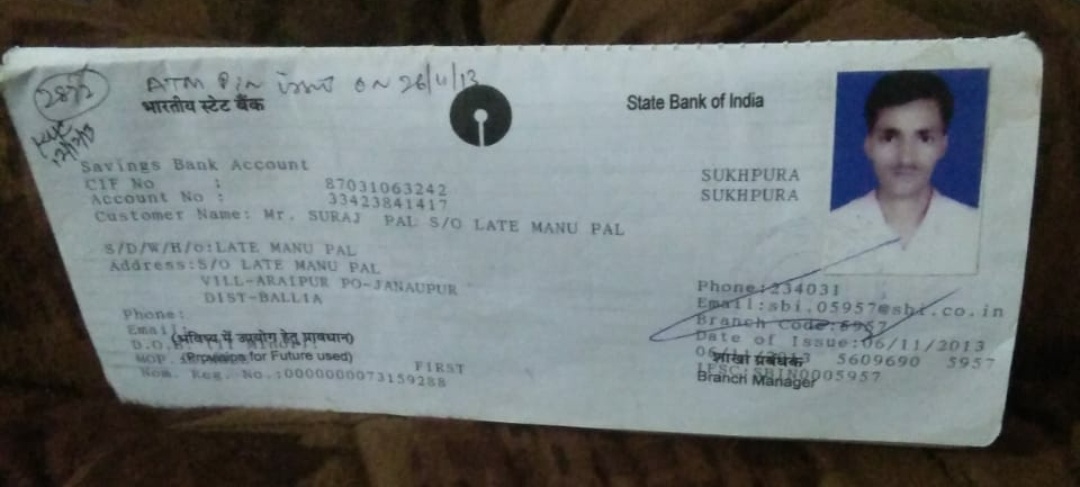 2872
ATM PiN issued ON 26/11/13
KYC
12/12/13
भारतीय स्टेट बैंक
State Bank of India
Savings Bank Account
SUKHPURA
CIF No : 87031063242
SUKHPURA
Account No : 33423841417
Customer Name: Mr. SURAJ PAL S/O LATE MANU PAL
S/D/W/H/o:LATE MANU PAL
Address:S/O LATE MANU PAL
VILL-ARAIPUR PO-JANAUPUR
DIST-BALLIA
Phone:
Email:
(भविष्य में उपयोग हेतु प्रावधान)
D.O.B.
MOP.
(Provision for Future used)
FIRST
Nom. Reg. No.:0000000073159288
Phone:234031
Email:sbi.05957@sbi.co.in
Branch Code:5957
Date of Issue:06/11/2013
06/11/2013 5609690 5957
शाखा प्रबंधक
IFSC:SBIN0005957
Branch Manager